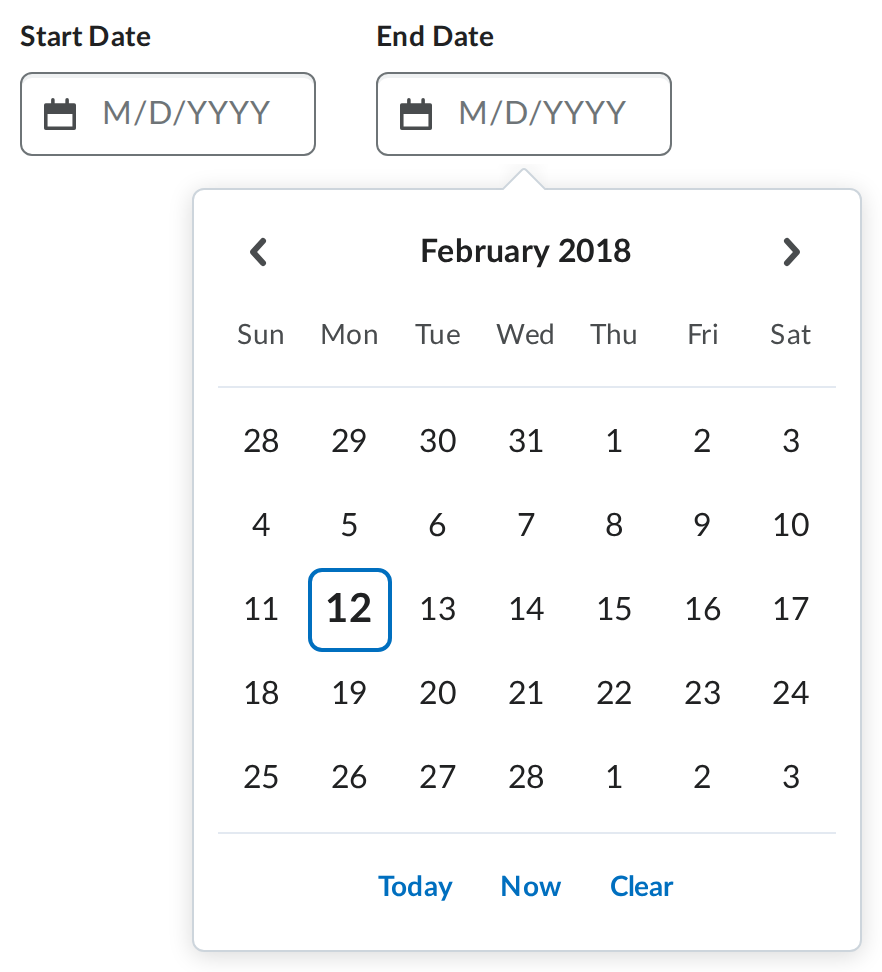 Start Date End Date
M/D/YYYY M/D/YYYY
February 2018
Sun Mon Tue Wed Thu Fri Sat
28 29 30 31 1 2 3
4 5 6 7 8 9 10
11 12 13 14 15 16 17
18 19 20 21 22 23 24
25 26 27 28 1 2 3
Today Now Clear